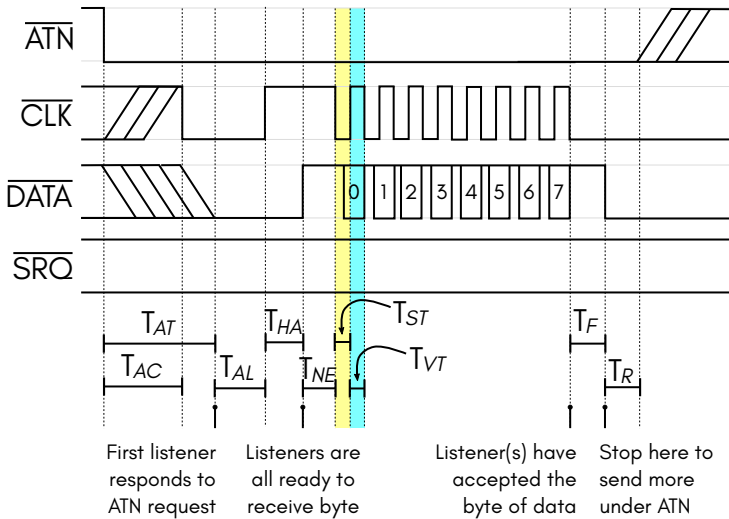 ATN
CLK
DATA
0 1 2 3 4 5 6 7
SRQ
TAT THA TST TF
TAC TAL TNE TVT TR
First listener
responds to
ATN request
Listeners are
all ready to
receive byte
Listener(s) have
accepted the
byte of data
Stop here to
send more
under ATN